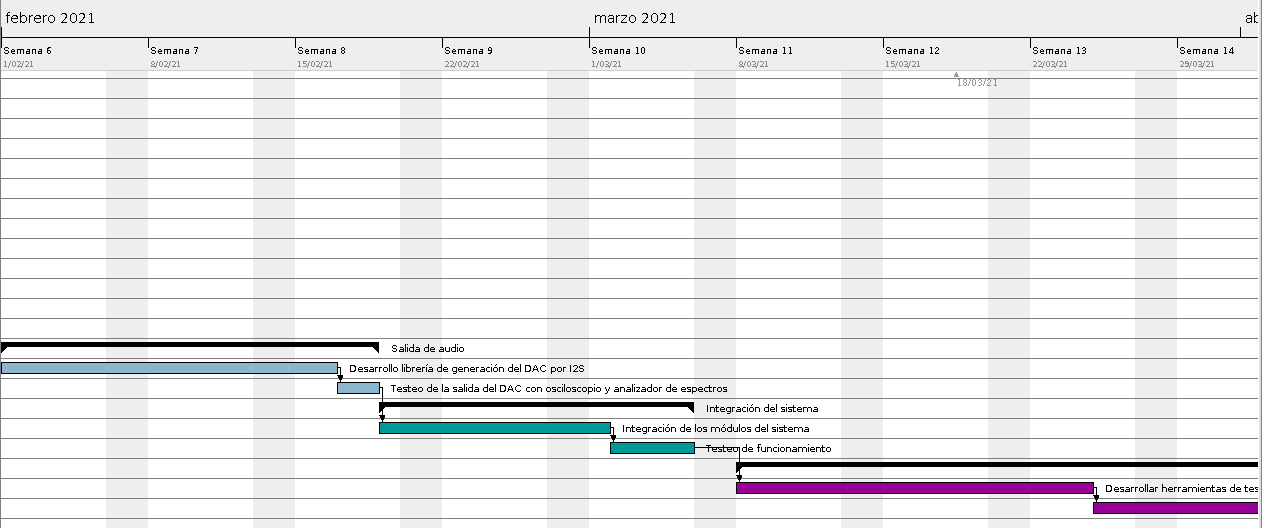 febrero 2021
marzo 2021
ab
Semana 6
Semana 7
Semana 8
Semana 9
Semana 10
Semana 11
Semana 12
Semana 13
Semana 14
1/02/21
8/02/21
15/02/21
22/02/21
1/03/21
8/03/21
15/03/21
22/03/21
29/03/21
18/03/21
Salida de audio
Desarrollo librería de generación del DAC por I2S
Testeo de la salida del DAC con osciloscopio y analizador de espectros
Integración del sistema
Integración de los módulos del sistema
Testeo de funcionamiento
Desarrollar herramientas de tes